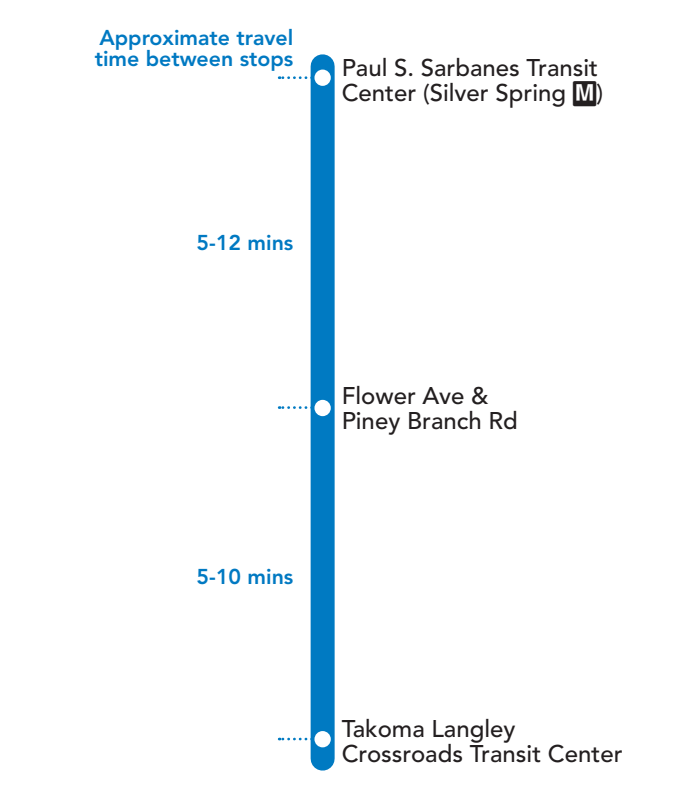 Approximate travel
time between stops
Paul S. Sarbanes Transit
Center (Silver Spring M)
5-12 mins
Flower Ave &
Piney Branch Rd
5-10 mins
Takoma Langley
Crossroads Transit Center